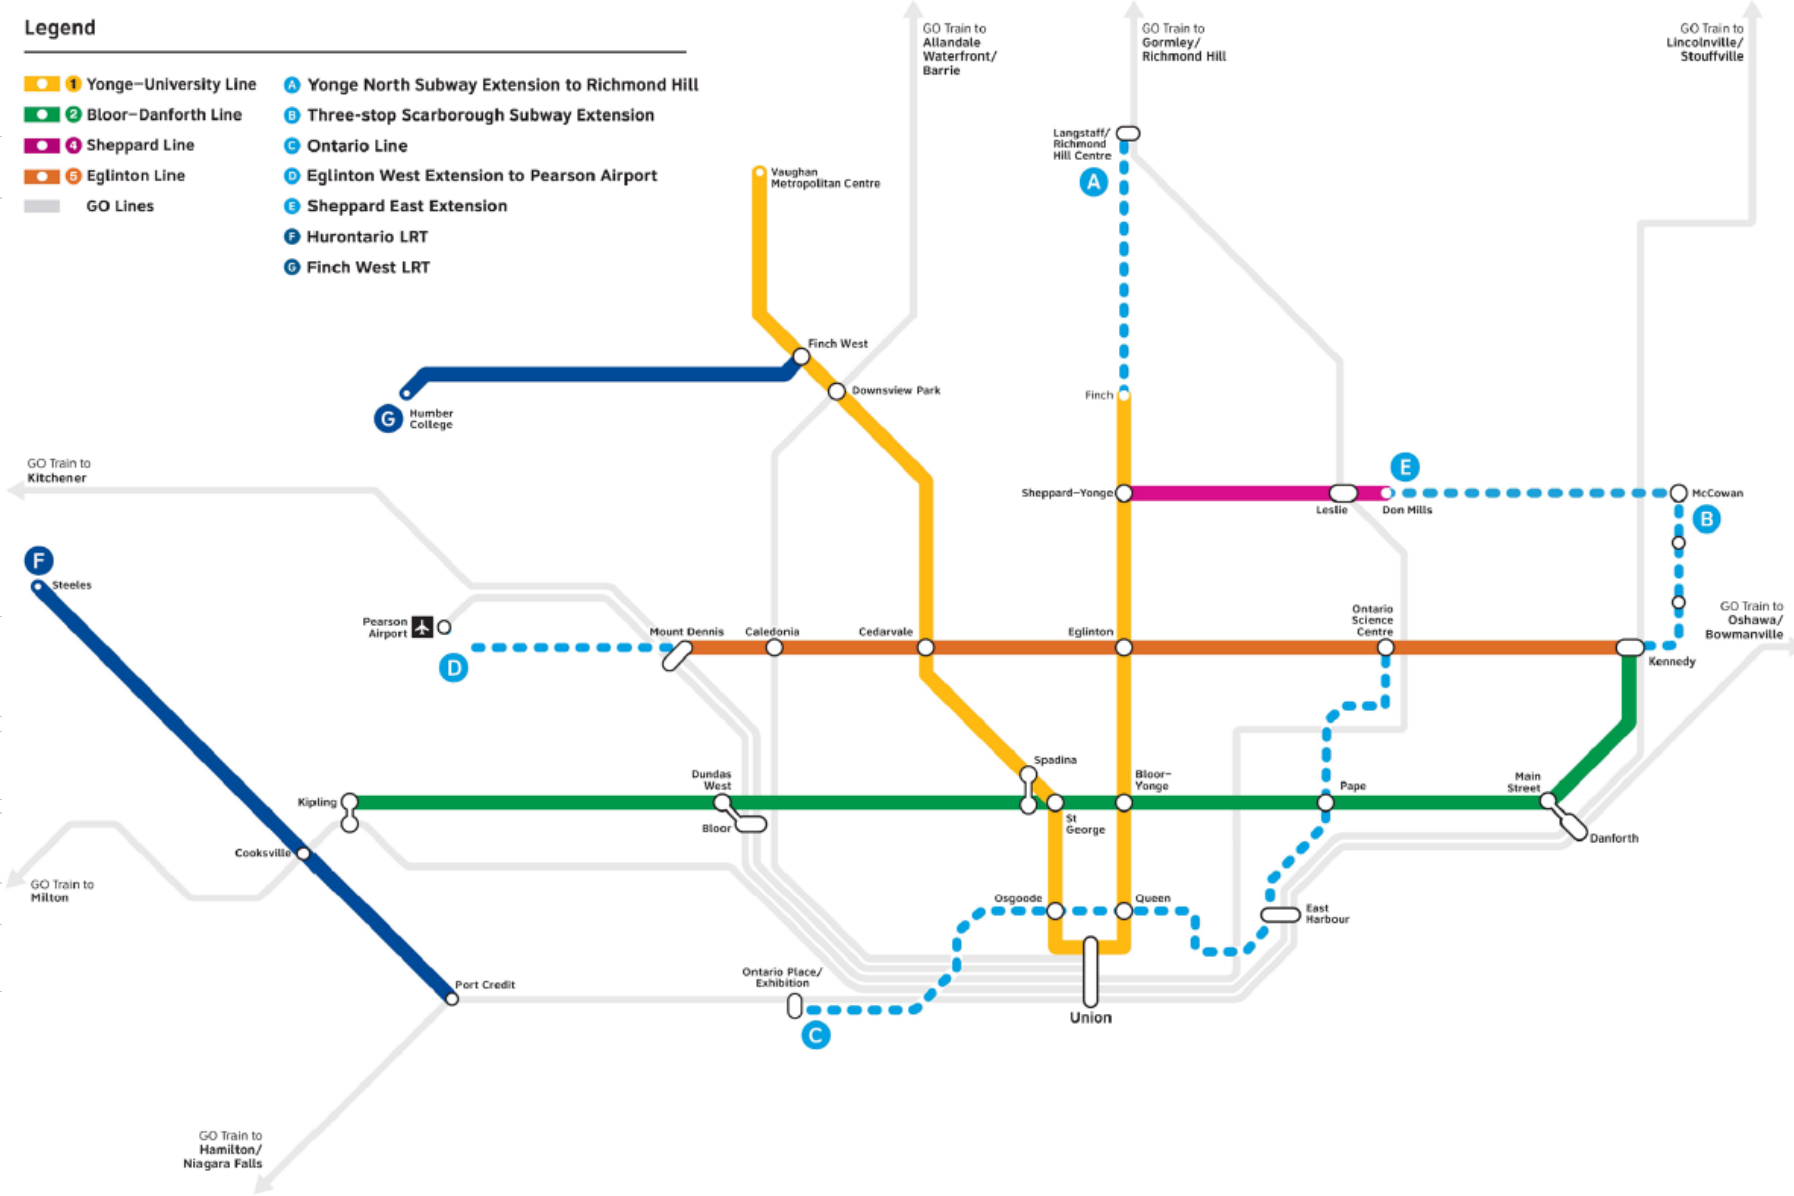 Legend
1 Yonge–University Line
2 Bloor–Danforth Line
4 Sheppard Line
5 Eglinton Line
GO Lines
A Yonge North Subway Extension to Richmond Hill
B Three-stop Scarborough Subway Extension
C Ontario Line
D Eglinton West Extension to Pearson Airport
E Sheppard East Extension
F Hurontario LRT
G Finch West LRT
GO Train to
Allandale
Waterfront/
Barrie
GO Train to
Gormley/
Richmond Hill
GO Train to
Lincolnville/
Stouffville
Langstaff/
Richmond
Hill Centre
A
Vaughan
Metropolitan Centre
Finch West
Downsview Park
G
Humber
College
Finch
GO Train to
Kitchener
Sheppard–Yonge
Leslie
E
Don Mills
McCowan
B
F
Steeles
Pearson
Airport
D
Mount Dennis
Caledonia
Cedarvale
Eglinton
Ontario
Science
Centre
Kennedy
GO Train to
Oshawa/
Bowmanville
Kipling
Dundas
West
Bloor
Spadina
St
George
Bloor–
Yonge
Pape
Main
Street
Danforth
Cooksville
GO Train to
Milton
Osgoode
Queen
East
Harbour
Port Credit
Ontario Place/
Exhibition
C
Union
GO Train to
Hamilton/
Niagara Falls